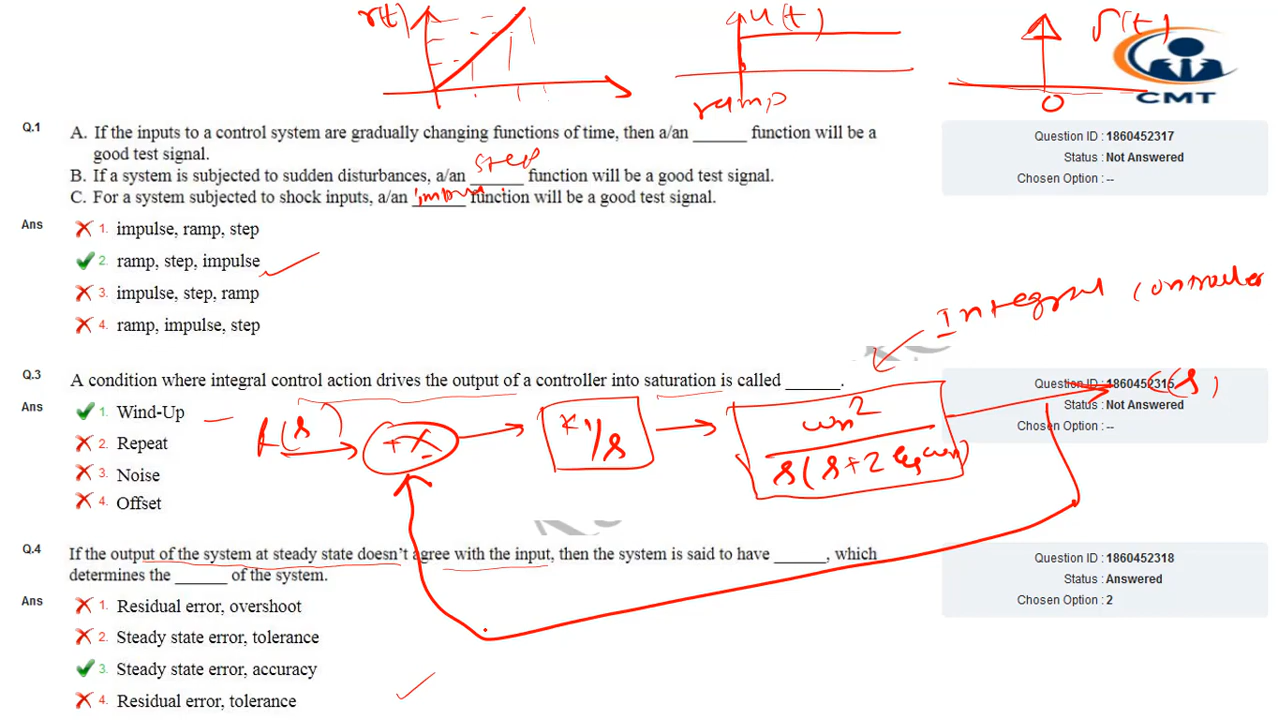 r(t)
u(t)
δ(t)
ramp
0
CMT
Q.1
A. If the inputs to a control system are gradually changing functions of time, then a/an ______ function will be a
good test signal.
step
B. If a system is subjected to sudden disturbances, a/an ______ function will be a good test signal.
C. For a system subjected to shock inputs, a/an ______ function will be a good test signal.
Question ID : 1860452317
Status : Not Answered
Chosen Option : --
Ans
1. impulse, ramp, step
2. ramp, step, impulse
3. impulse, step, ramp
4. ramp, impulse, step
Integral controller
Q.3
A condition where integral control action drives the output of a controller into saturation is called ______.
Question ID : 1860452315
Status : Not Answered
Chosen Option : --
C(s)
Ans
1. Wind-Up
2. Repeat
3. Noise
4. Offset
R(s)
+
1/s
ωn²
s(s+2ξωn)
Q.4
If the output of the system at steady state doesn't agree with the input, then the system is said to have ______, which
determines the ______ of the system.
Question ID : 1860452318
Status : Answered
Chosen Option : 2
Ans
1. Residual error, overshoot
2. Steady state error, tolerance
3. Steady state error, accuracy
4. Residual error, tolerance